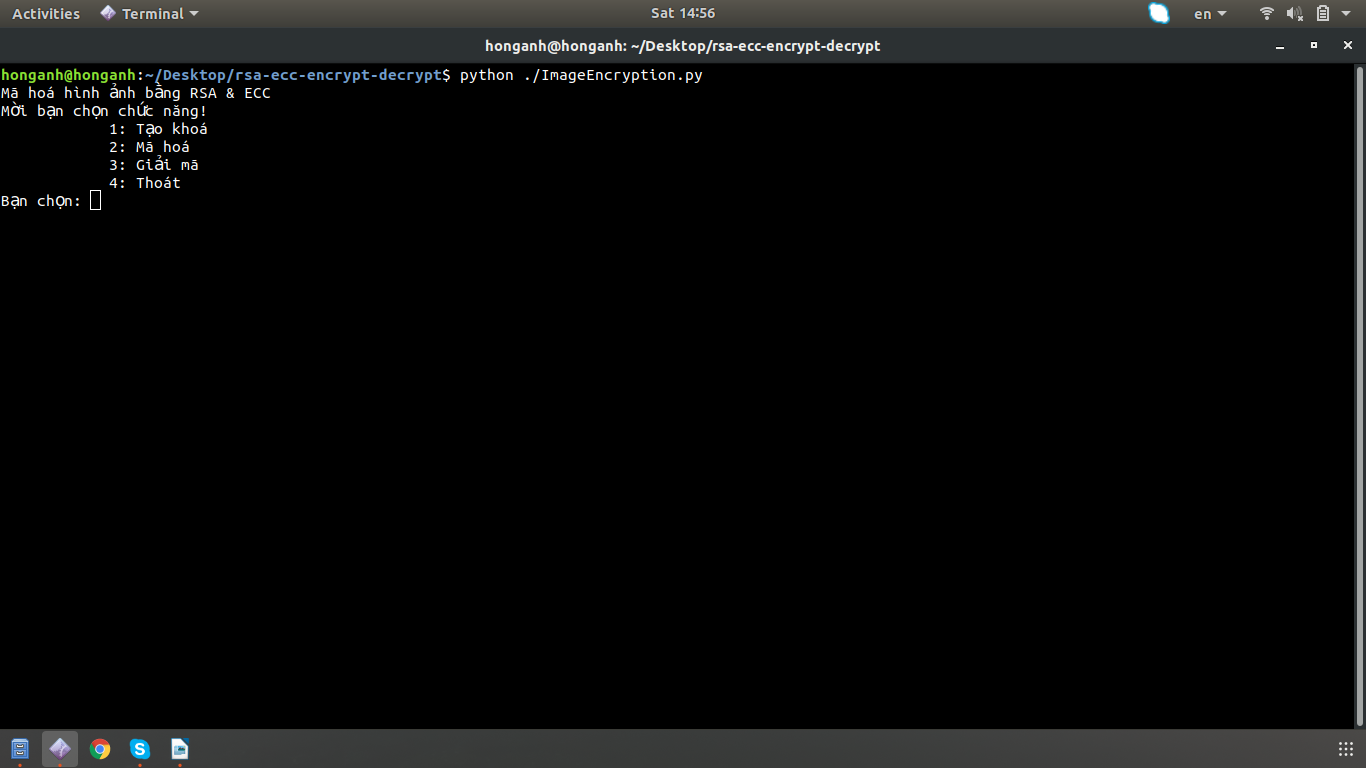 Activities Terminal Sat 14:56 en
honganh@honganh: ~/Desktop/rsa-ecc-encrypt-decrypt
honganh@honganh:~/Desktop/rsa-ecc-encrypt-decrypt$ python ./ImageEncryption.py
Mã hoá hình ảnh bằng RSA & ECC
Mời bạn chọn chức năng!
1: Tạo khoá
2: Mã hoá
3: Giải mã
4: Thoát
Bạn chọn: